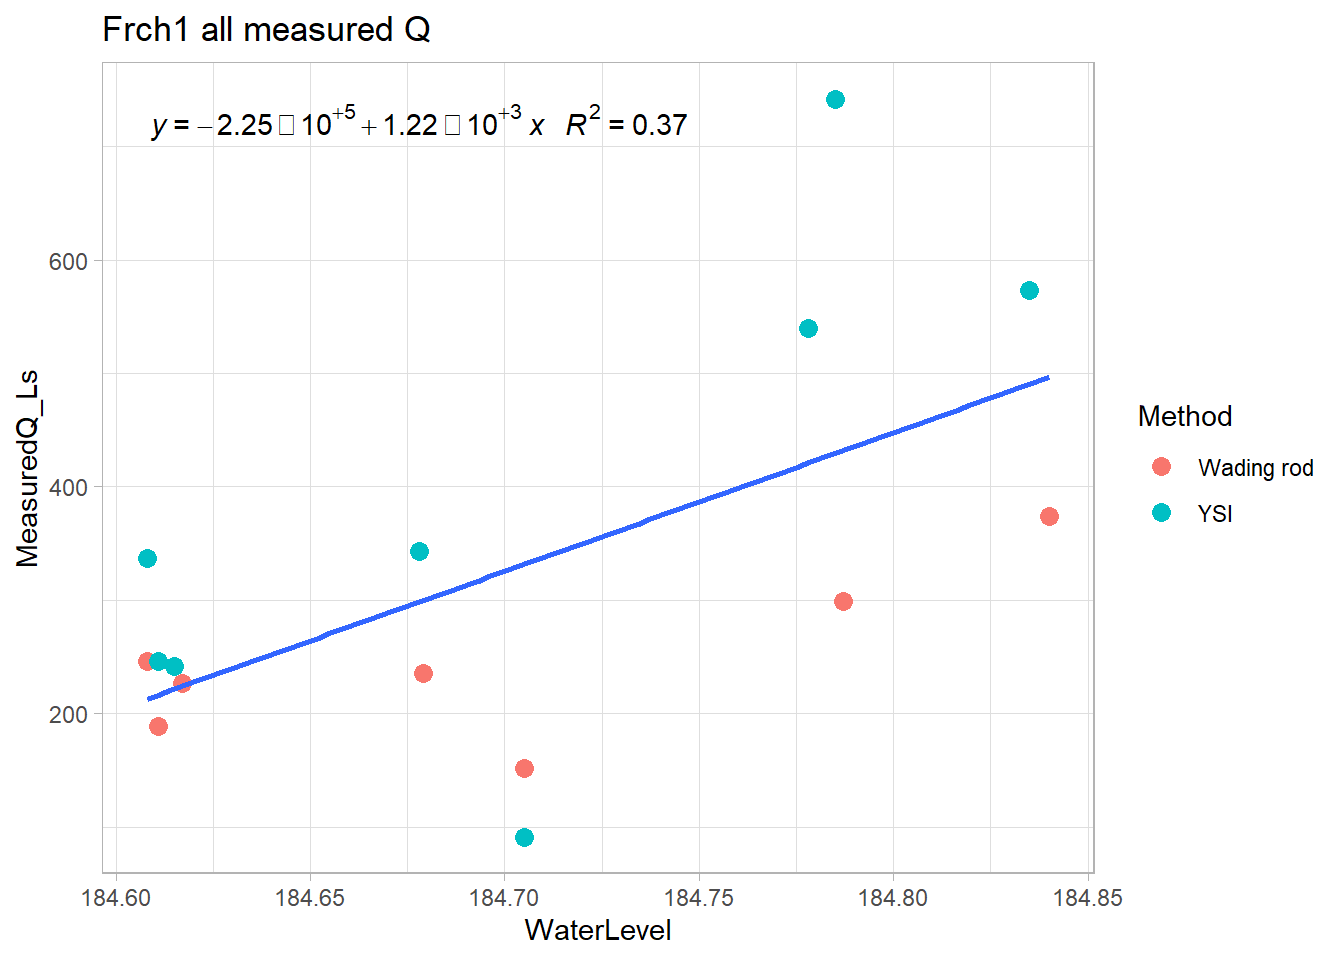 Frch1 all measured Q
y = −2.25 □ 10^+5 + 1.22 □ 10^+3 x R^2 = 0.37
600
400
200
MeasuredQ_Ls
184.60 184.65 184.70 184.75 184.80 184.85
WaterLevel
Method
Wading rod
YSI